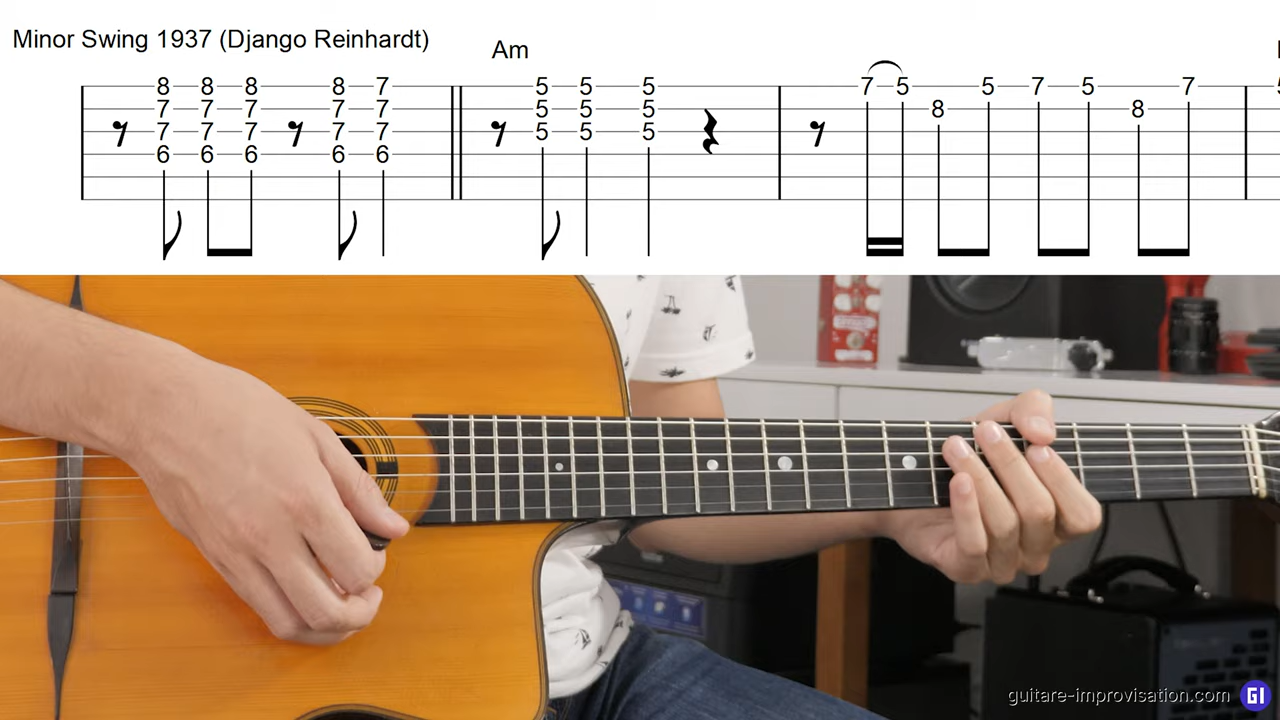 Minor Swing 1937 (Django Reinhardt)
Am
8 8 8 8 7 5 5 5 7 5 5 7 5 7
7 7 7 7 7 5 5 5 8 8
7 7 7 7 7 5 5 5
6 6 6 6 6
guitare-improvisation.com GI